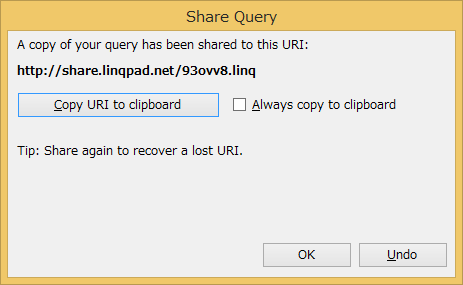 Share Query
A copy of your query has been shared to this URI:
http://share.linqpad.net/93ovv8.linq
Copy URI to clipboard
Always copy to clipboard
Tip: Share again to recover a lost URI.
OK
Undo